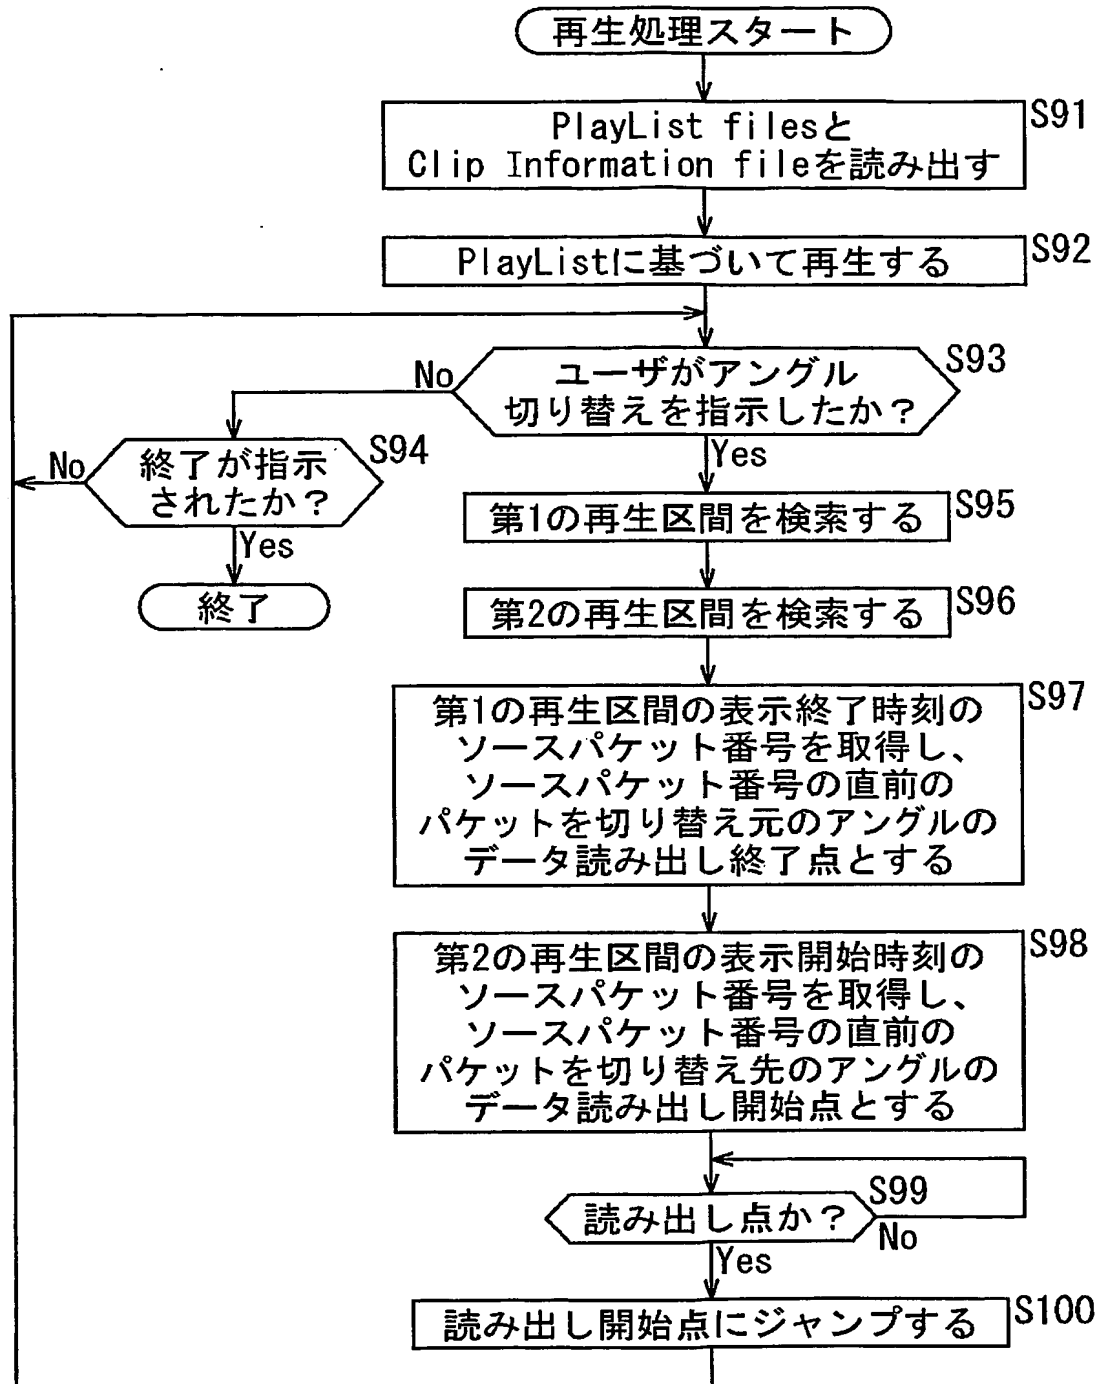 再生処理スタート
PlayList filesと
Clip Information fileを読み出す
S91
PlayListに基づいて再生する
S92
ユーザがアングル
切り替えを指示したか？
S93
No
Yes
終了が指示
されたか？
S94
No
Yes
終了
第1の再生区間を検索する
S95
第2の再生区間を検索する
S96
第1の再生区間の表示終了時刻の
ソースパケット番号を取得し、
ソースパケット番号の直前の
パケットを切り替え元のアングルの
データ読み出し終了点とする
S97
第2の再生区間の表示開始時刻の
ソースパケット番号を取得し、
ソースパケット番号の直前の
パケットを切り替え先のアングルの
データ読み出し開始点とする
S98
読み出し点か？
S99
No
Yes
読み出し開始点にジャンプする
S100